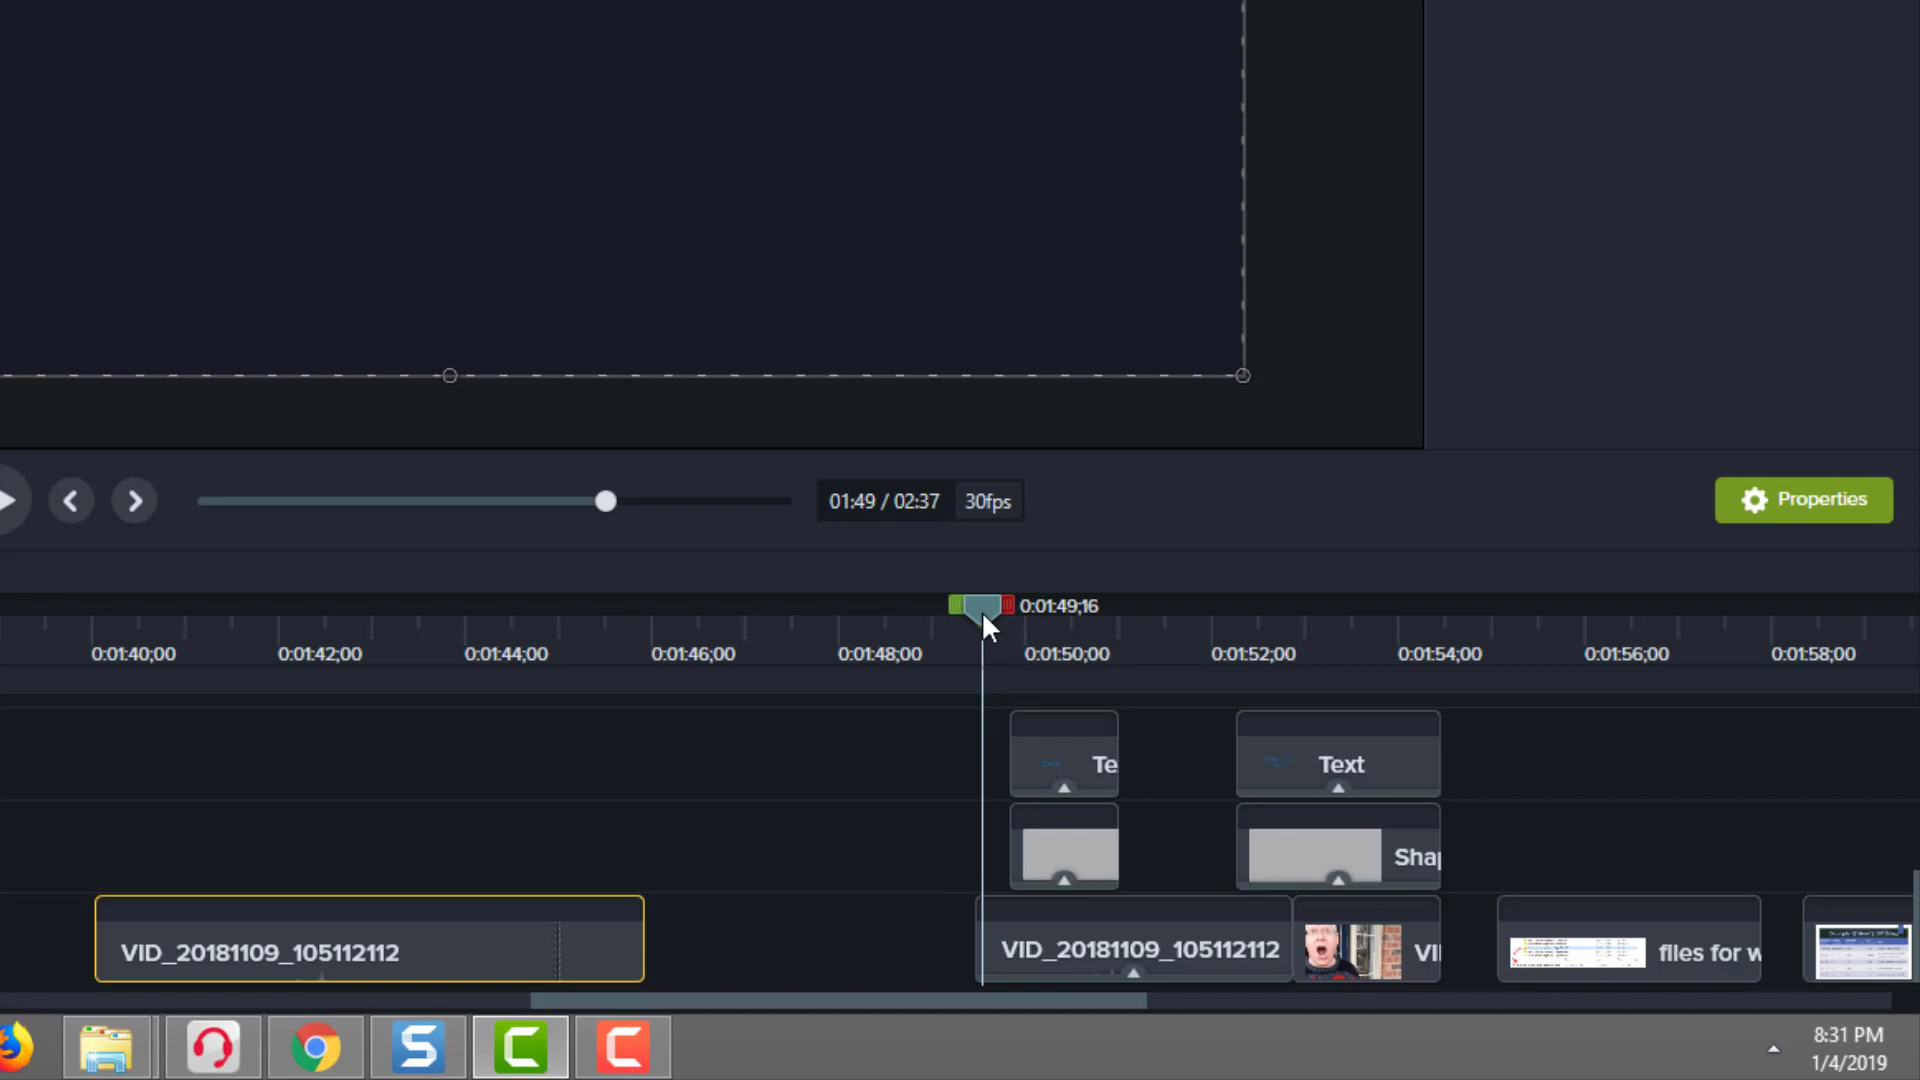 01:49 / 02:37 30fps
Properties
0:01:49;16
0:01:40;00 0:01:42;00 0:01:44;00 0:01:46;00 0:01:48;00 0:01:50;00 0:01:52;00 0:01:54;00 0:01:56;00 0:01:58;00
Te Text
Shap
VID_20181109_105112112 VID_20181109_105112112 VI files for w
8:31 PM
1/4/2019